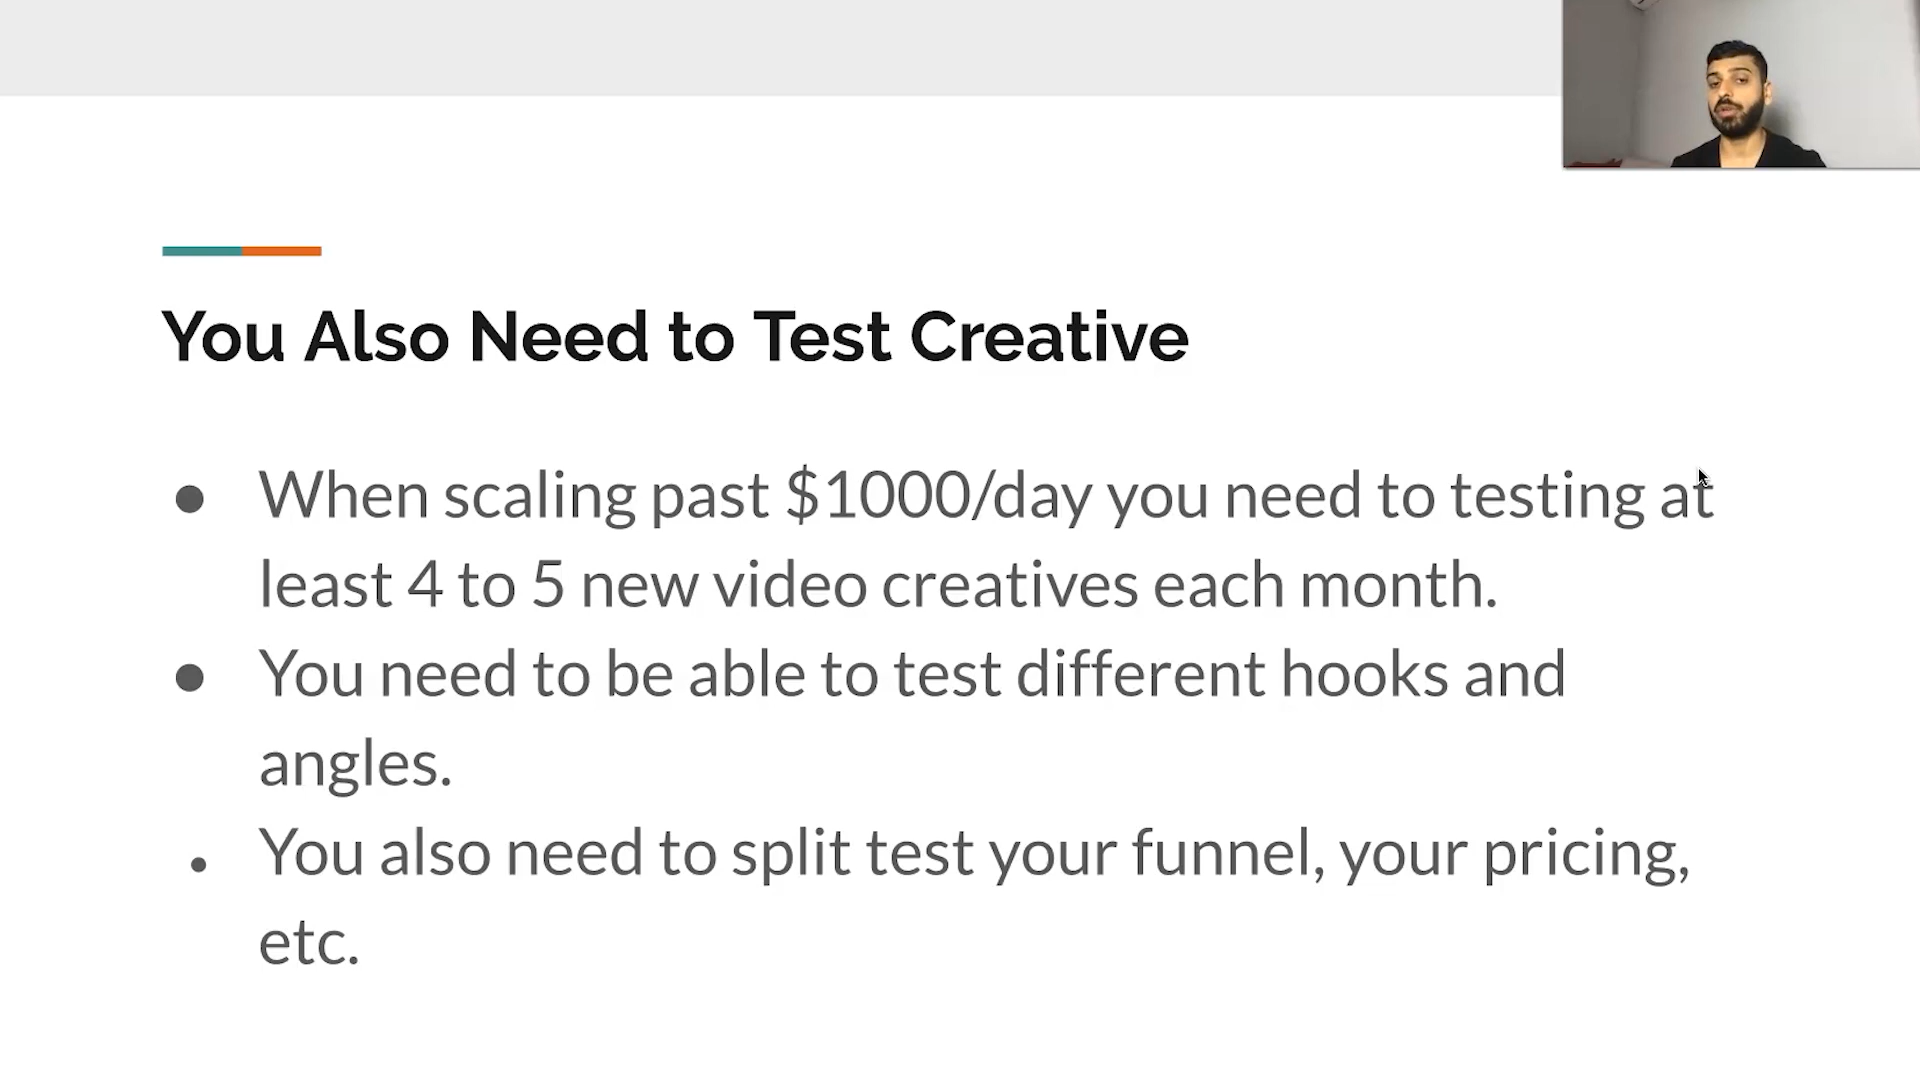 You Also Need to Test Creative
● When scaling past $1000/day you need to testing at
least 4 to 5 new video creatives each month.
● You need to be able to test different hooks and
angles.
● You also need to split test your funnel, your pricing,
etc.